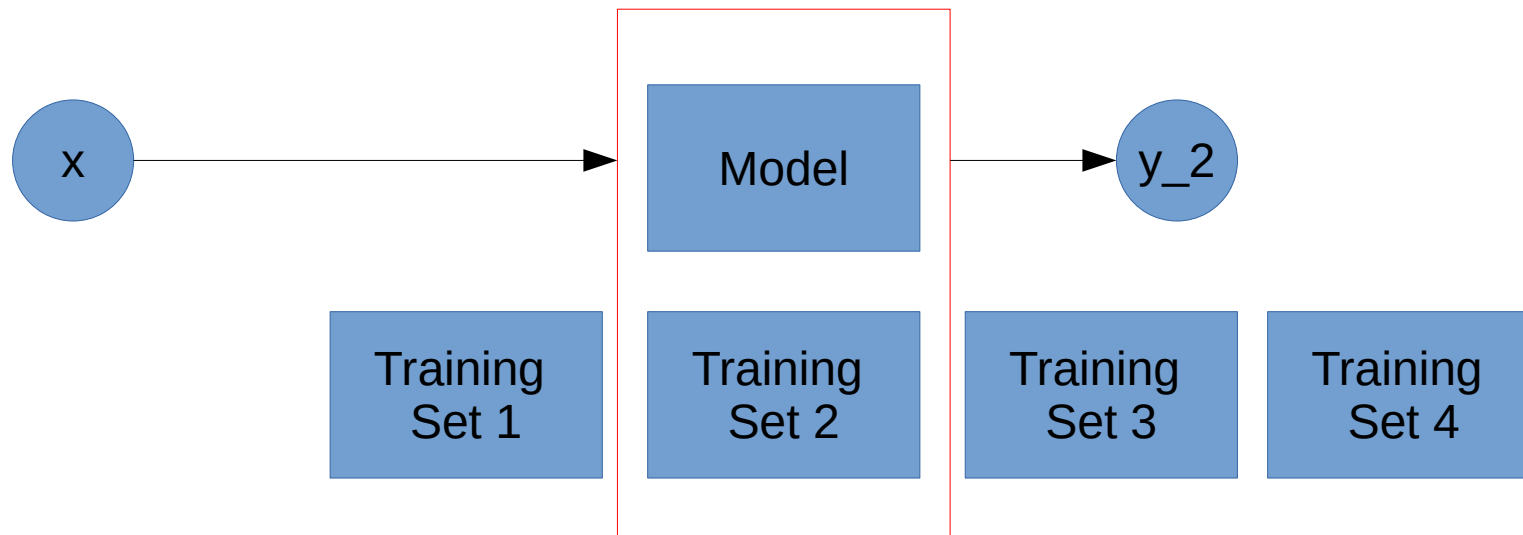 x
Model
y_2
Training
Set 1
Training
Set 2
Training
Set 3
Training
Set 4